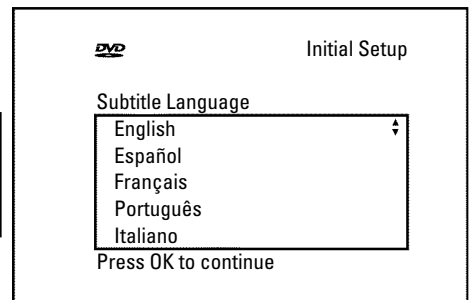 DVD
Initial Setup
Subtitle Language
English
Español
Français
Português
Italiano
Press OK to continue